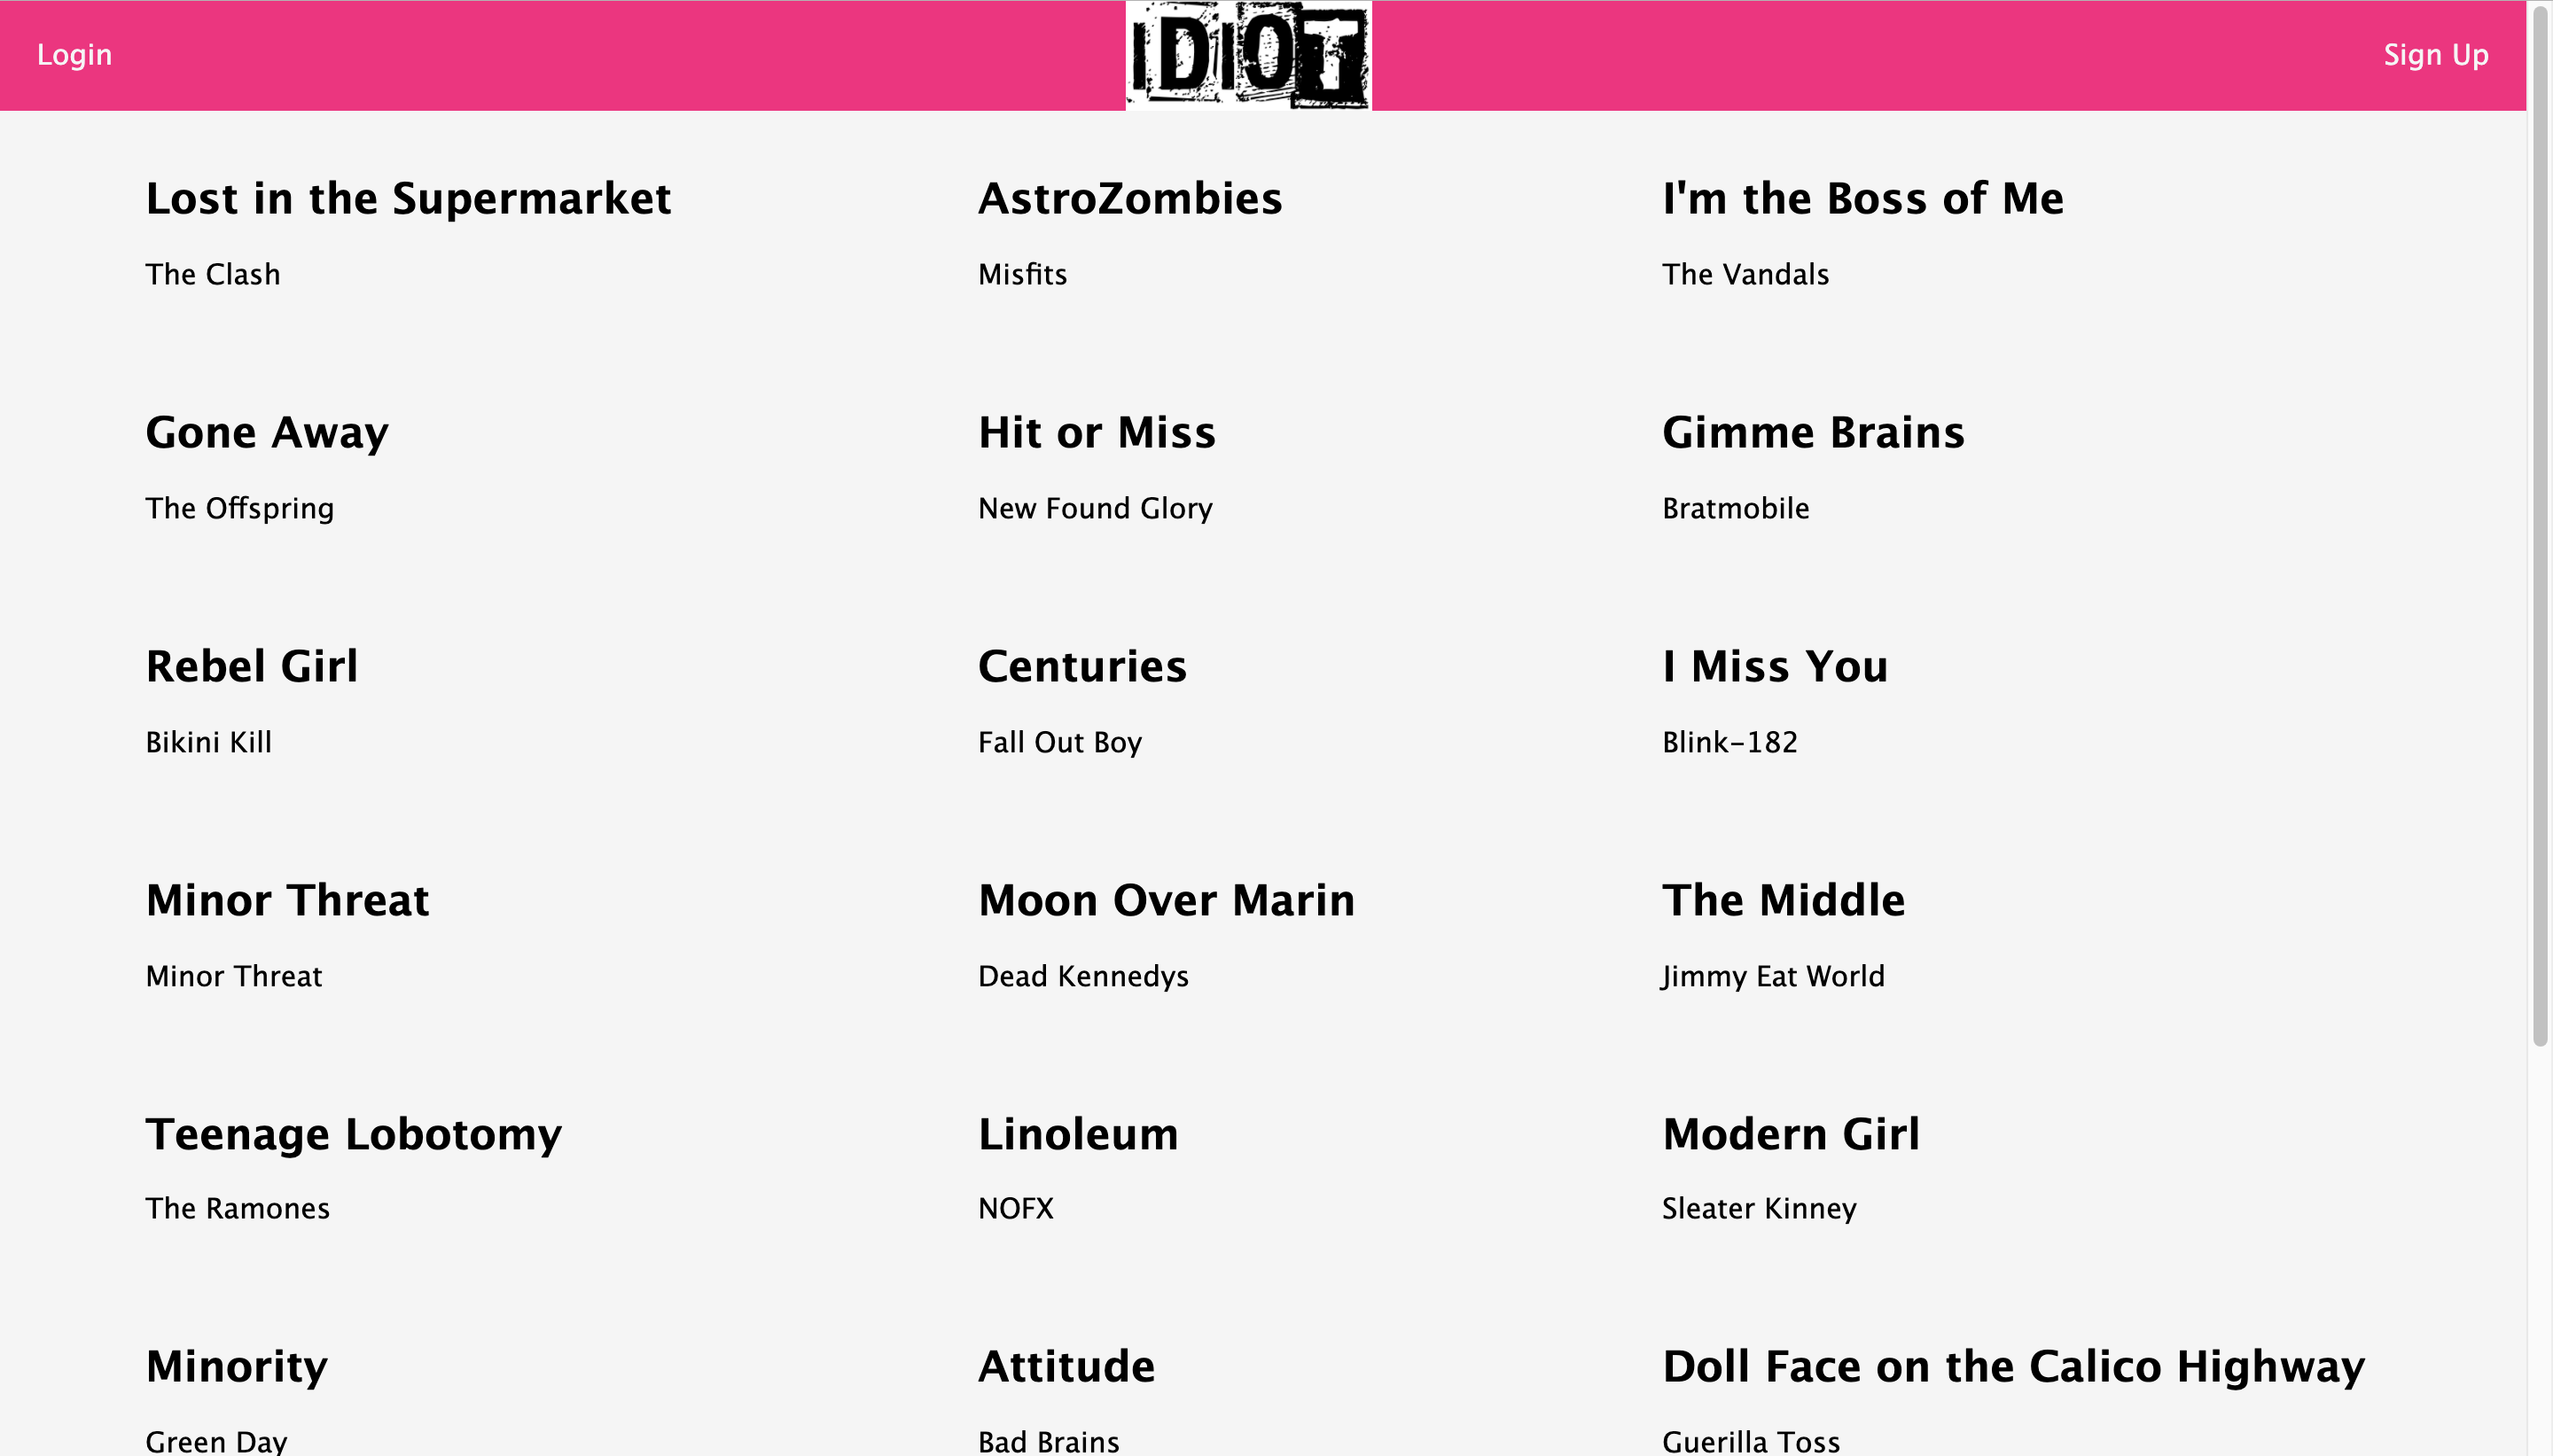 Login
IDIOT
Sign Up
Lost in the Supermarket
The Clash
AstroZombies
Misfits
I'm the Boss of Me
The Vandals
Gone Away
The Offspring
Hit or Miss
New Found Glory
Gimme Brains
Bratmobile
Rebel Girl
Bikini Kill
Centuries
Fall Out Boy
I Miss You
Blink-182
Minor Threat
Minor Threat
Moon Over Marin
Dead Kennedys
The Middle
Jimmy Eat World
Teenage Lobotomy
The Ramones
Linoleum
NOFX
Modern Girl
Sleater Kinney
Minority
Green Day
Attitude
Bad Brains
Doll Face on the Calico Highway
Guerilla Toss